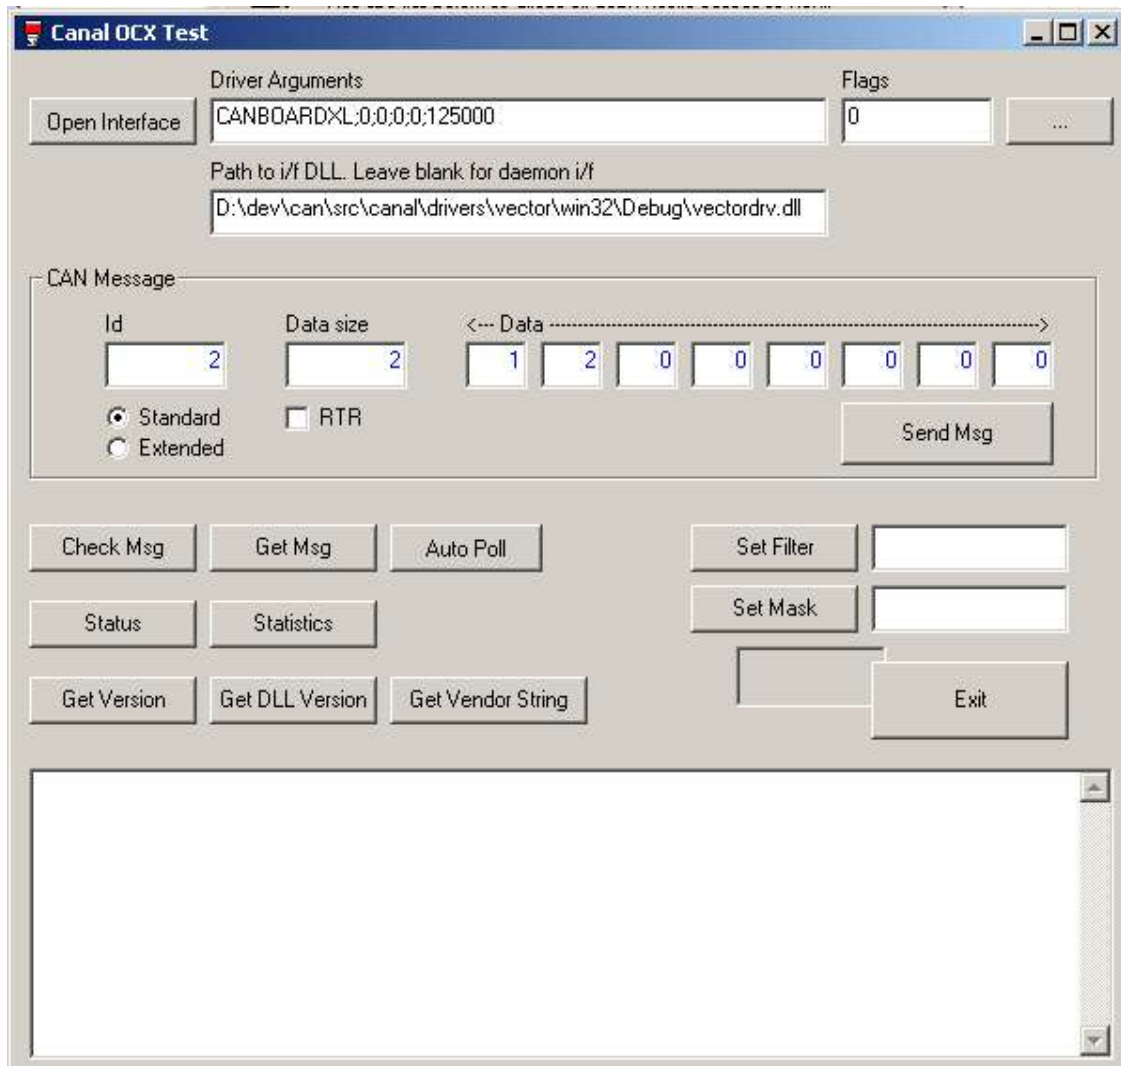 Canal OCX Test
Driver Arguments Flags
Open Interface CANBOARDXL;0;0;0;0;125000 0 ...
Path to i/f DLL. Leave blank for daemon i/f
D:\dev\can\src\canal\drivers\vector\win32\Debug\vectordrv.dll
CAN Message
Id Data size <--- Data --------------------------------------------------------------------->
2 2 1 2 0 0 0 0 0 0
Standard RTR
Extended Send Msg
Check Msg Get Msg Auto Poll Set Filter
Status Statistics Set Mask
Get Version Get DLL Version Get Vendor String Exit